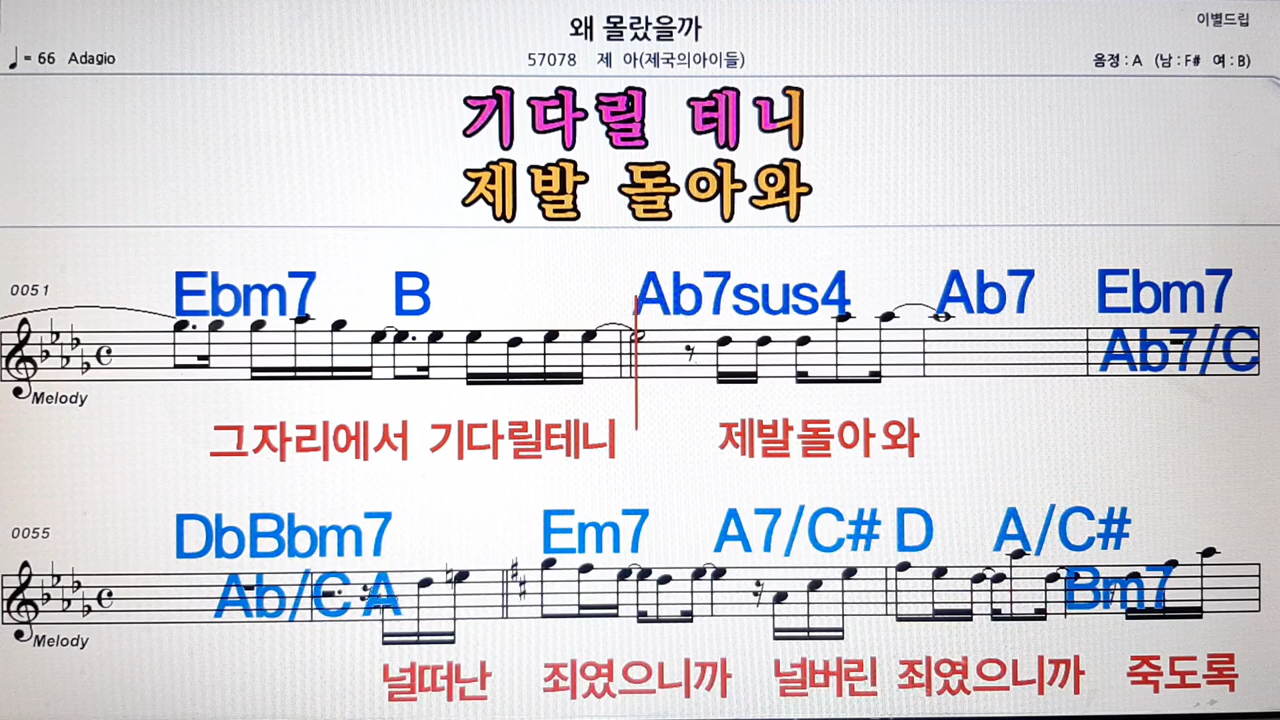 왜 몰랐을까
이별드립
♩= 66 Adagio
57078 제 아(제국의아이들)
음정 : A (남 : F# 여 : B)
기다릴 테니
제발 돌아와
Ebm7 B Ab7sus4 Ab7 Ebm7
0051
Ab7/C
Melody
그자리에서 기다릴테니 제발돌아와
DbBbm7 Em7 A7/C# D A/C#
0055
Ab/C A Bm7
Melody
널떠난 죄였으니까 널버린 죄였으니까 죽도록